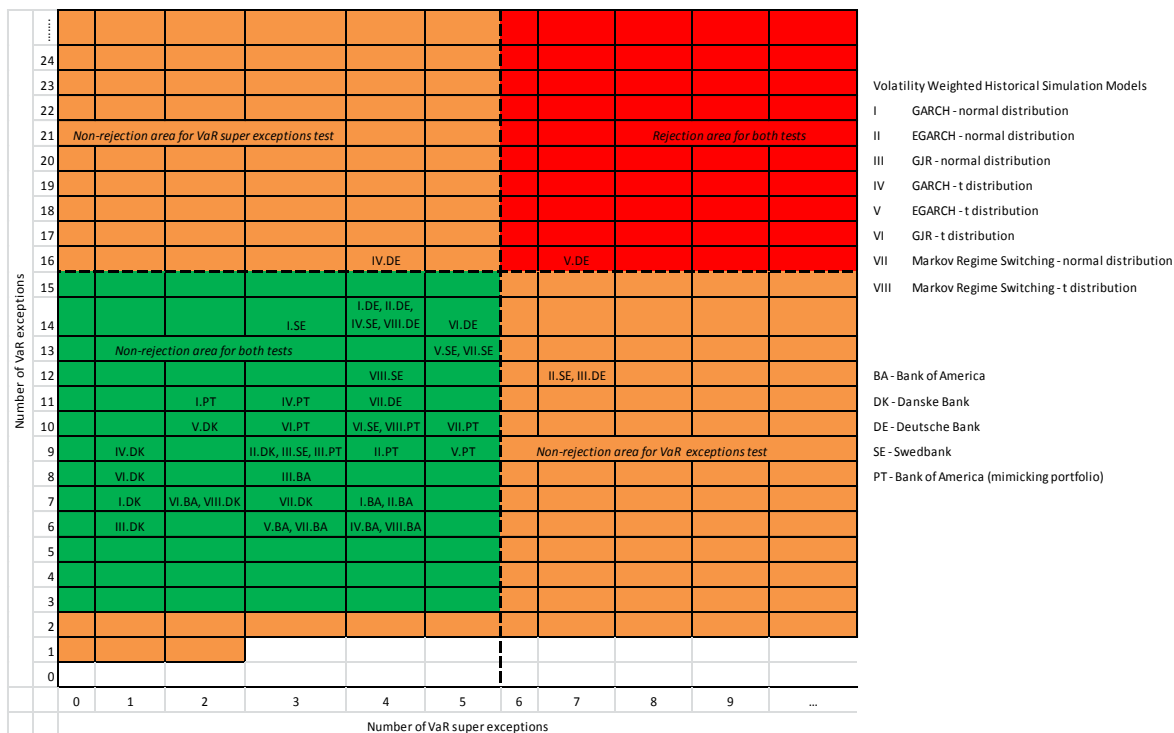 .......
24
23
Volatility Weighted Historical Simulation Models
22
I GARCH - normal distribution
21
Non-rejection area for VaR super exceptions test
Rejection area for both tests
II EGARCH - normal distribution
20
III GJR - normal distribution
19
IV GARCH - t distribution
18
V EGARCH - t distribution
17
VI GJR - t distribution
16
IV.DE
V.DE
VII Markov Regime Switching - normal distribution
15
VIII Markov Regime Switching - t distribution
14
I.SE
I.DE, II.DE,
IV.SE, VIII.DE
VI.DE
13
Non-rejection area for both tests
V.SE, VII.SE
12
VIII.SE
II.SE, III.DE
BA - Bank of America
11
I.PT
IV.PT
VII.DE
DK - Danske Bank
10
V.DK
VI.PT
VI.SE, VIII.PT
VII.PT
DE - Deutsche Bank
9
IV.DK
II.DK, III.SE, III.PT
II.PT
V.PT
Non-rejection area for VaR exceptions test
SE - Swedbank
8
VI.DK
III.BA
PT - Bank of America (mimicking portfolio)
7
I.DK
VI.BA, VIII.DK
VII.DK
I.BA, II.BA
6
III.DK
V.BA, VII.BA
IV.BA, VIII.BA
5
4
3
2
1
0
Number of VaR exceptions
0 1 2 3 4 5 6 7 8 9 ...
Number of VaR super exceptions